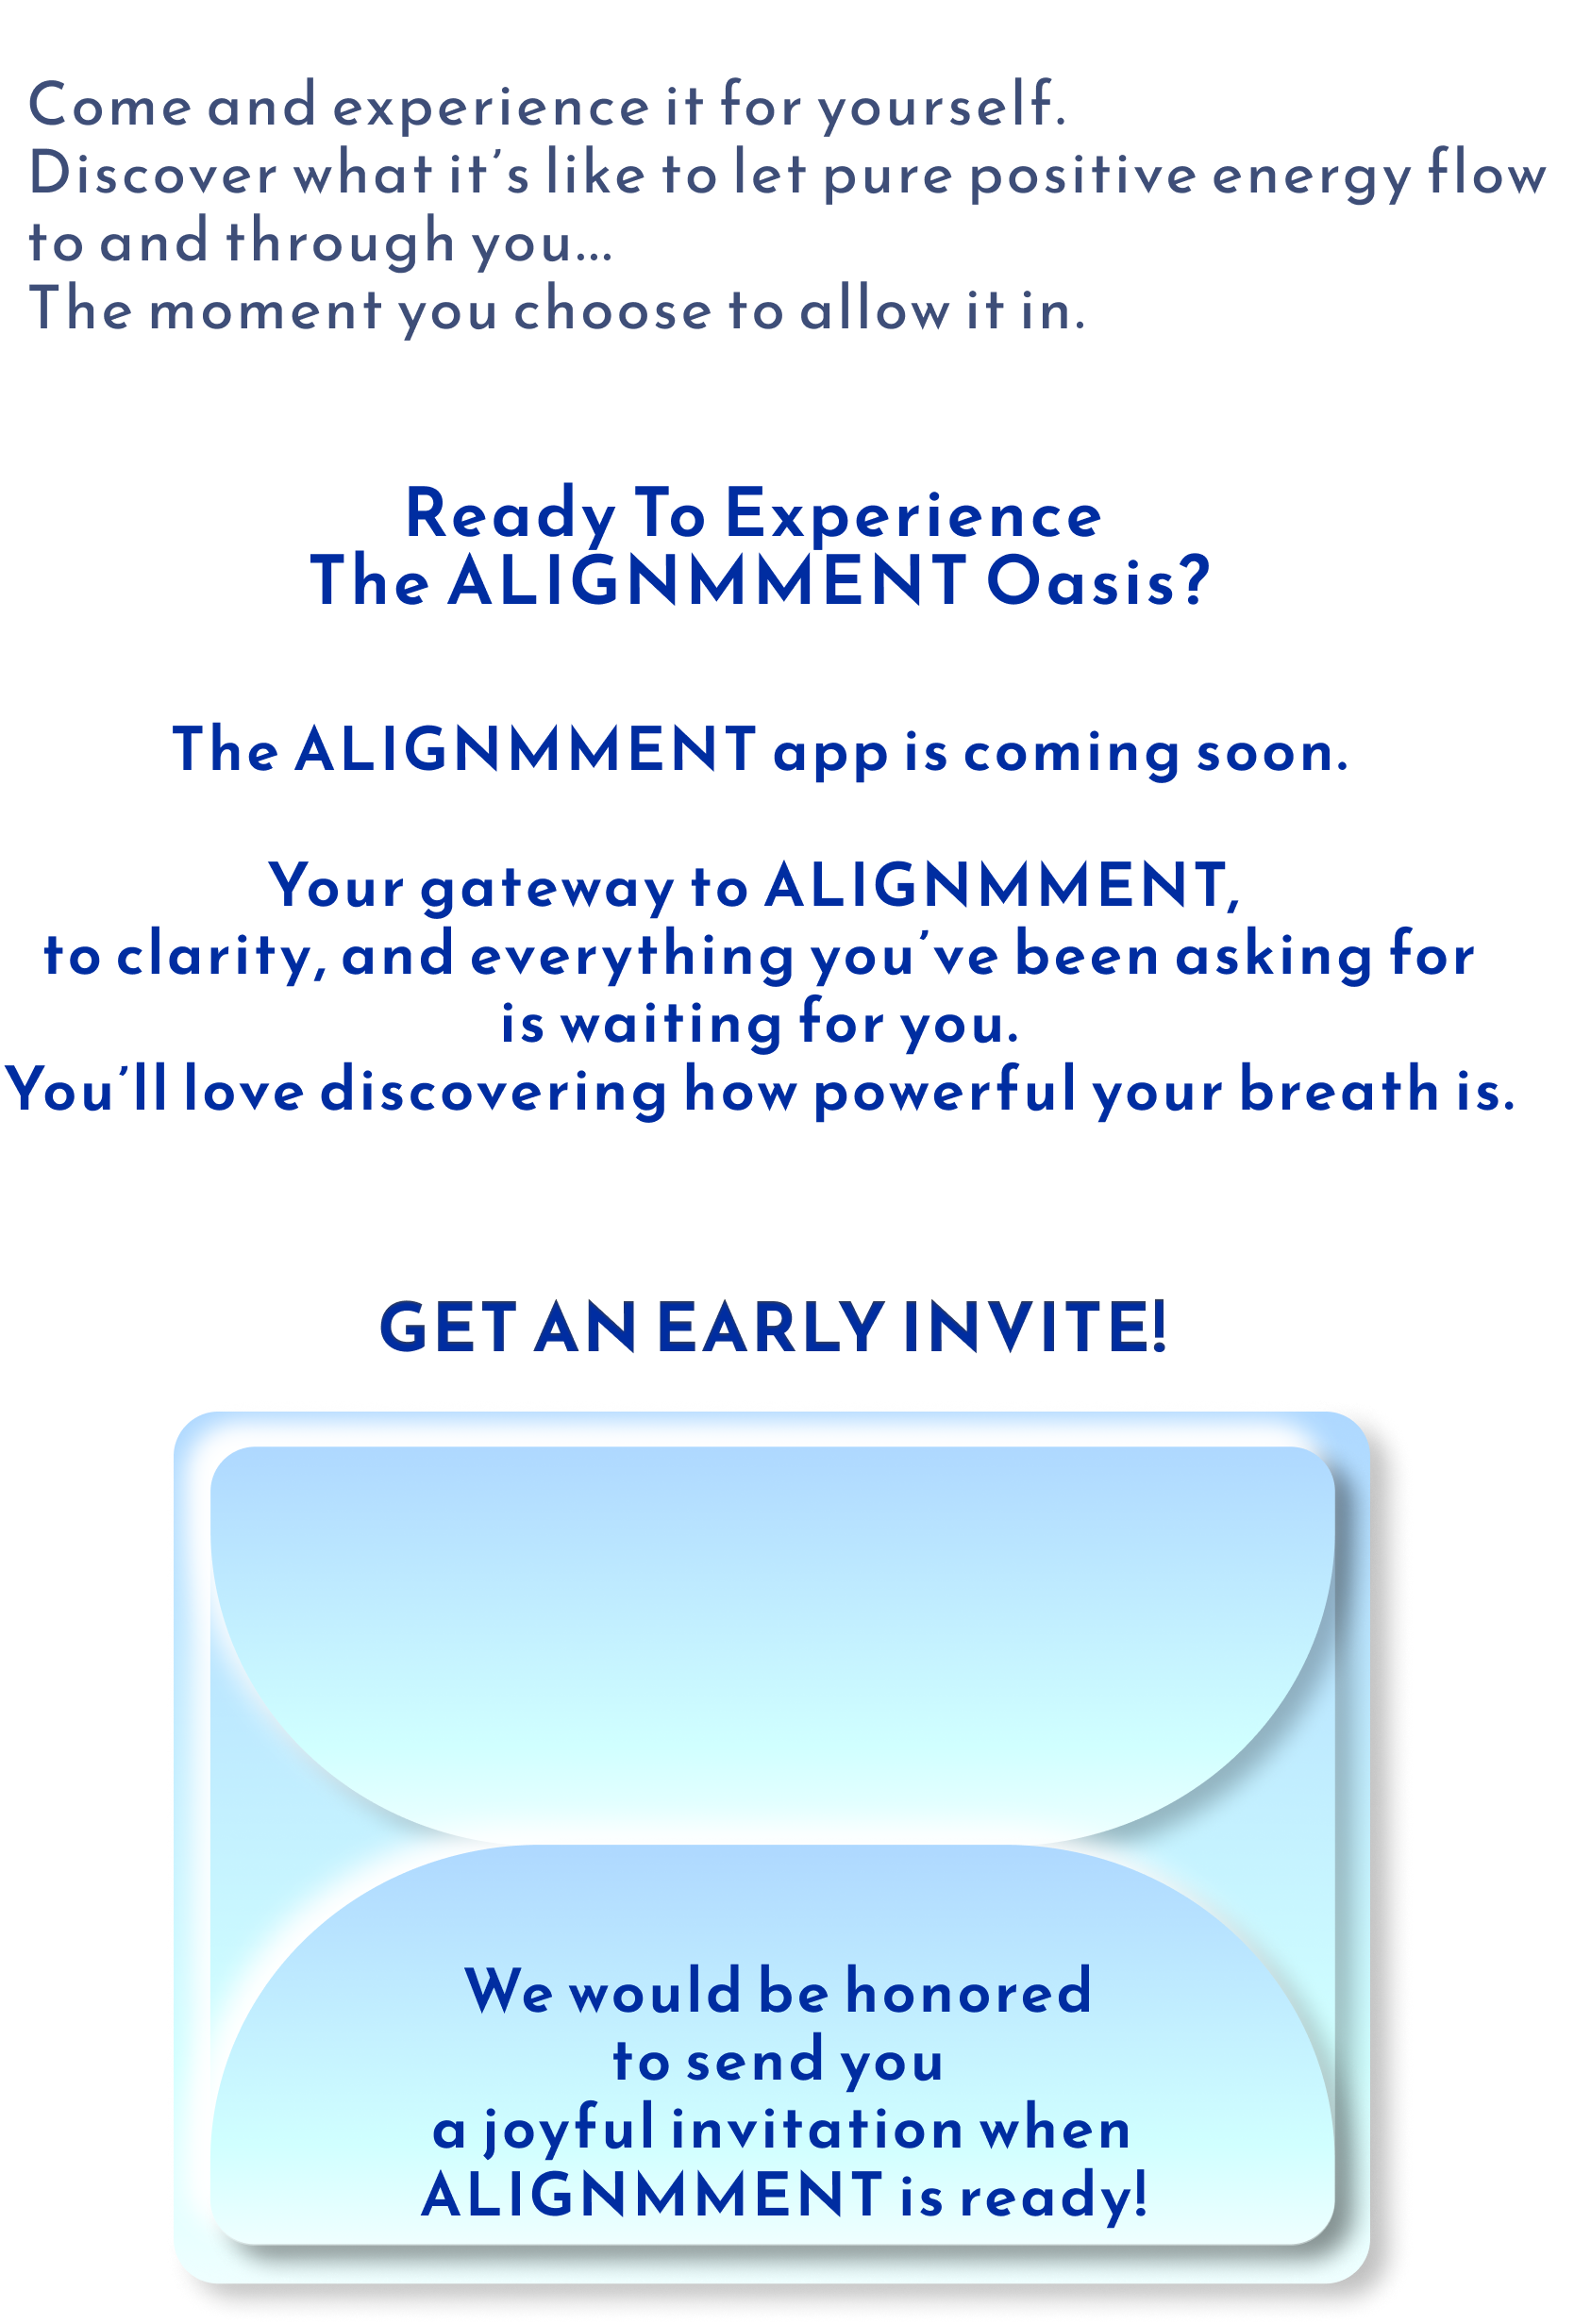 Come and experience it for yourself.
Discover what it’s like to let pure positive energy flow
to and through you...
The moment you choose to allow it in.
Ready To Experience
The ALIGNMMENT Oasis?
The ALIGNMMENT app is coming soon.
Your gateway to ALIGNMMENT,
to clarity, and everything you’ve been asking for
is waiting for you.
You’ll love discovering how powerful your breath is.
GET AN EARLY INVITE!
We would be honored
to send you
a joyful invitation when
ALIGNMMENT is ready!